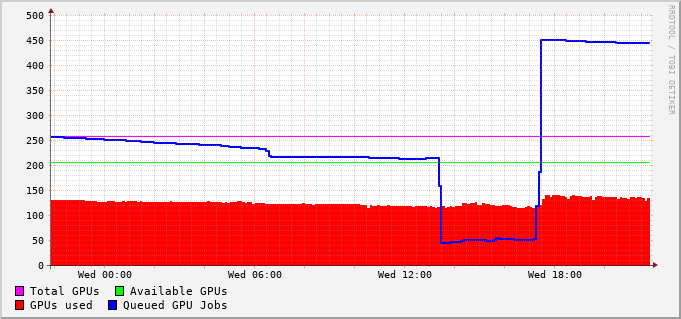 500
450
400
350
300
250
200
150
100
50
0
Wed 00:00 Wed 06:00 Wed 12:00 Wed 18:00
Total GPUs Available GPUs
GPUs used Queued GPU Jobs
RRDTOOL / TOBI OETIKER